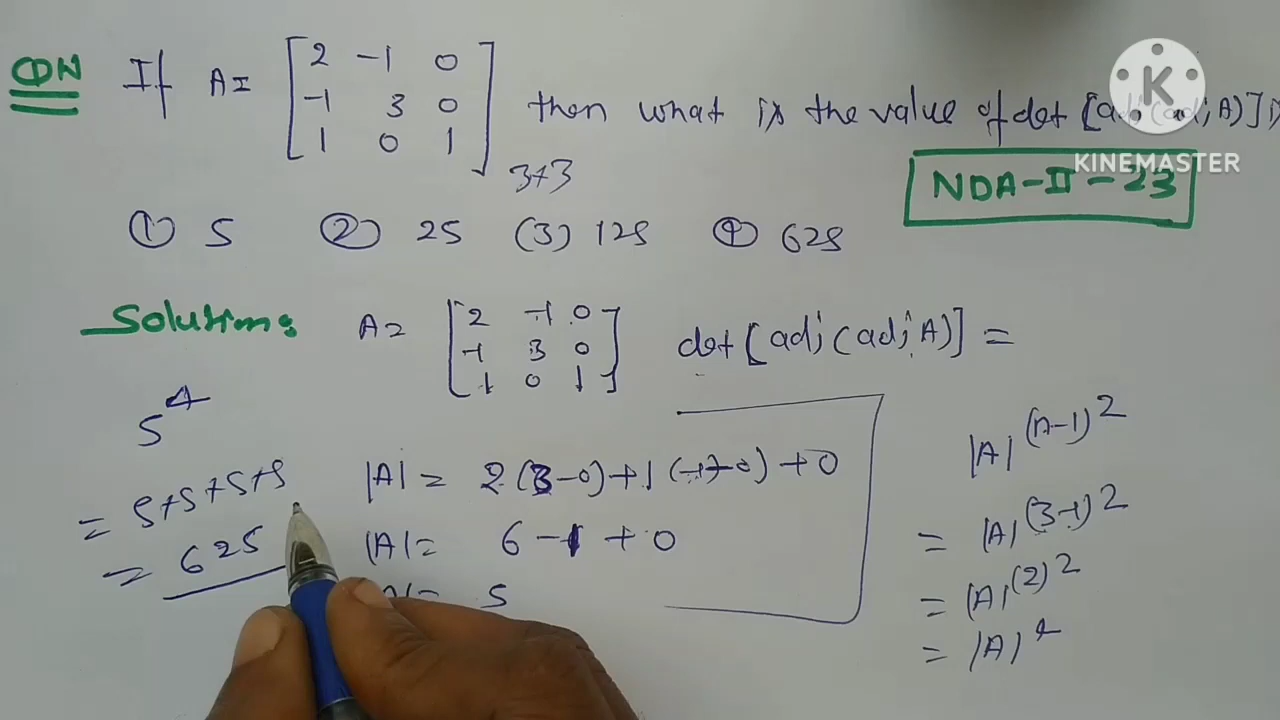 QN If A = [ 2 -1 0
-1 3 0
1 0 1 ] 3×3 then what is the value of det [adj(adj A)] is
K
KINEMASTER
NDA-II-23
① 5 ② 25 (3) 125 ④ 625
Solution: A = [ 2 -1 0
-1 3 0
1 0 1 ] det [adj (adj A)] =
|A|^(n-1)^2
= |A|^(3-1)^2
= |A|^(2)^2
= |A|^4
|A| = 2(3-0)+1(-1-0)+0
|A| = 6-1+0
|A| = 5
5^4
= 5×5×5×5
= 625